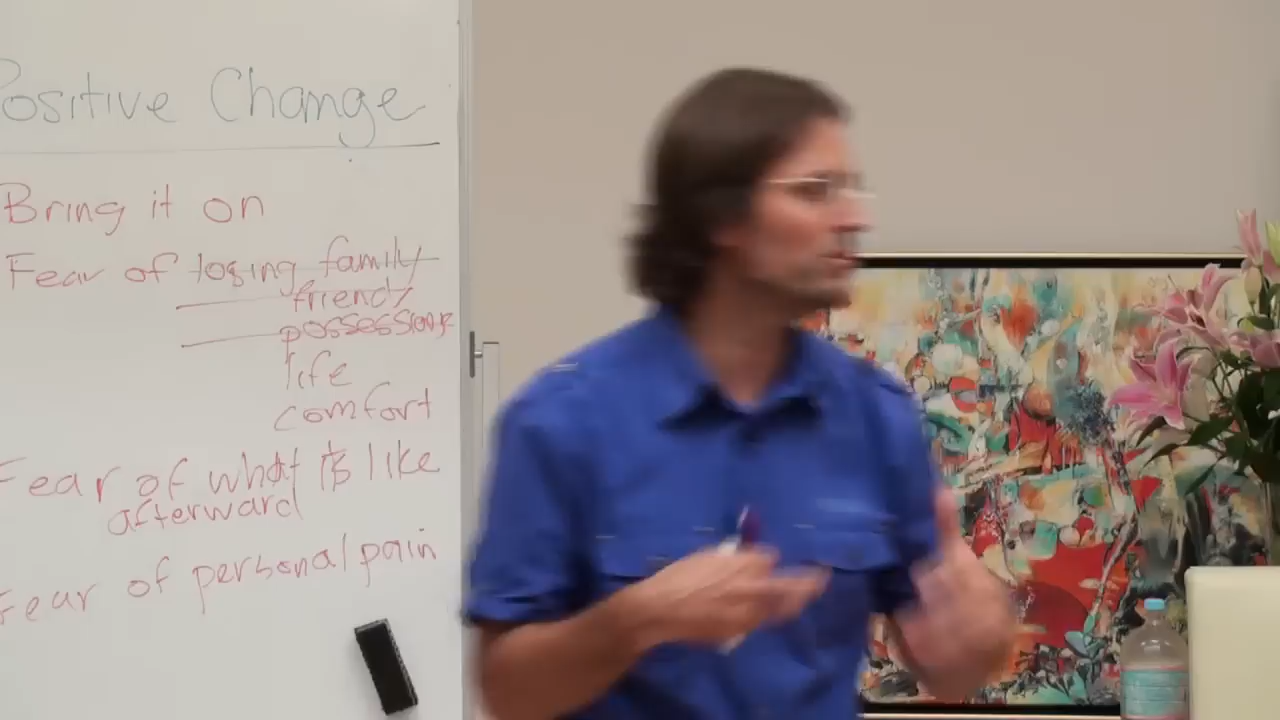 Positive Change
Bring it on
Fear of losing family
friends
possessions
life
comfort
Fear of what it's like
afterward
Fear of personal pain